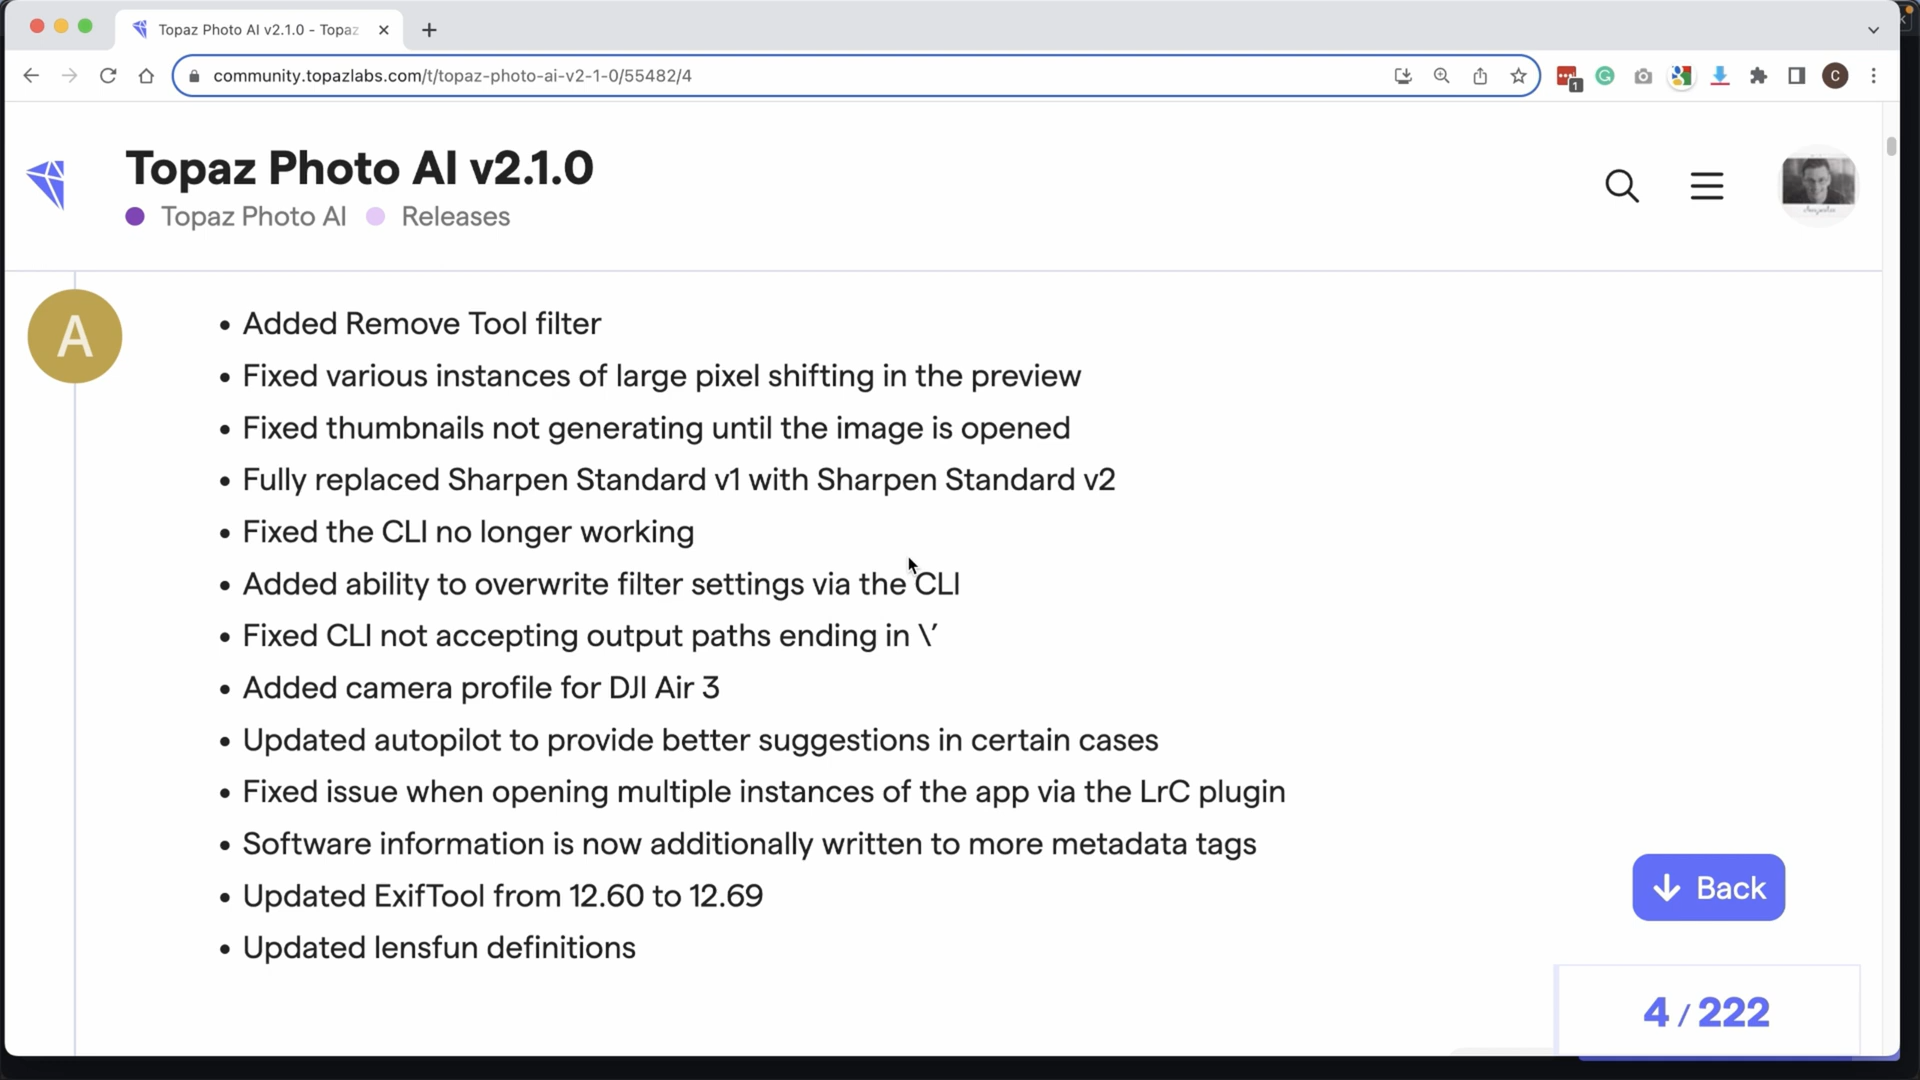 Topaz Photo AI v2.1.0 - Topaz
community.topazlabs.com/t/topaz-photo-ai-v2-1-0/55482/4
1
C
Topaz Photo AI v2.1.0
Topaz Photo AI Releases
A
• Added Remove Tool filter
• Fixed various instances of large pixel shifting in the preview
• Fixed thumbnails not generating until the image is opened
• Fully replaced Sharpen Standard v1 with Sharpen Standard v2
• Fixed the CLI no longer working
• Added ability to overwrite filter settings via the CLI
• Fixed CLI not accepting output paths ending in \’
• Added camera profile for DJI Air 3
• Updated autopilot to provide better suggestions in certain cases
• Fixed issue when opening multiple instances of the app via the LrC plugin
• Software information is now additionally written to more metadata tags
• Updated ExifTool from 12.60 to 12.69
• Updated lensfun definitions
Back
4 / 222